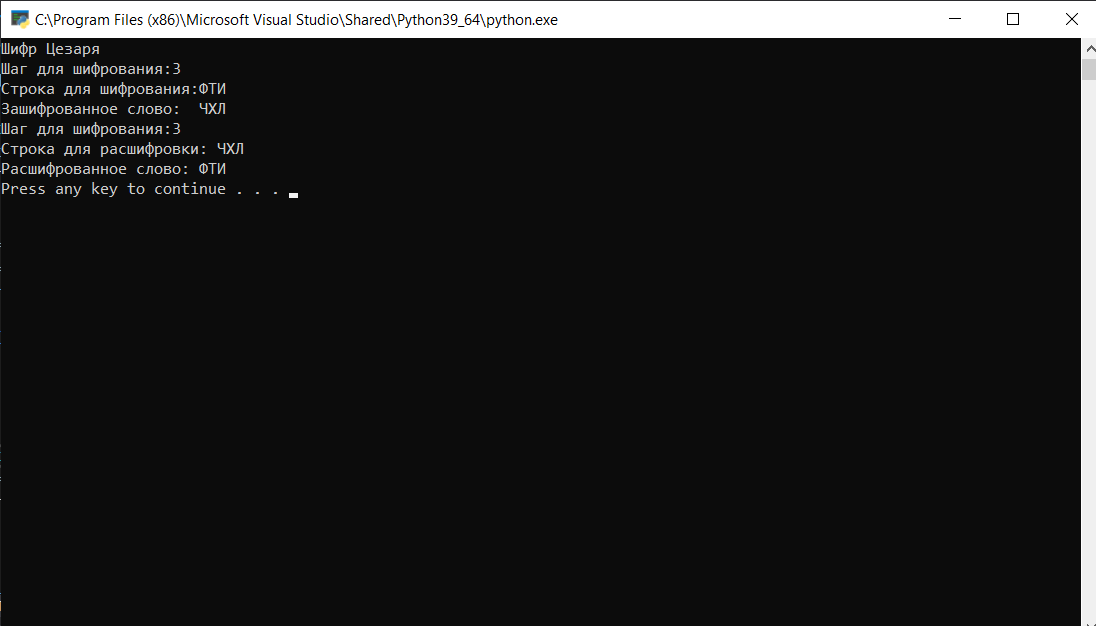 C:\Program Files (x86)\Microsoft Visual Studio\Shared\Python39_64\python.exe
Шифр Цезаря
Шаг для шифрования:3
Строка для шифрования:ФТИ
Зашифрованное слово:  ЧХЛ
Шаг для шифрования:3
Строка для расшифровки: ЧХЛ
Расшифрованное слово: ФТИ
Press any key to continue . . .